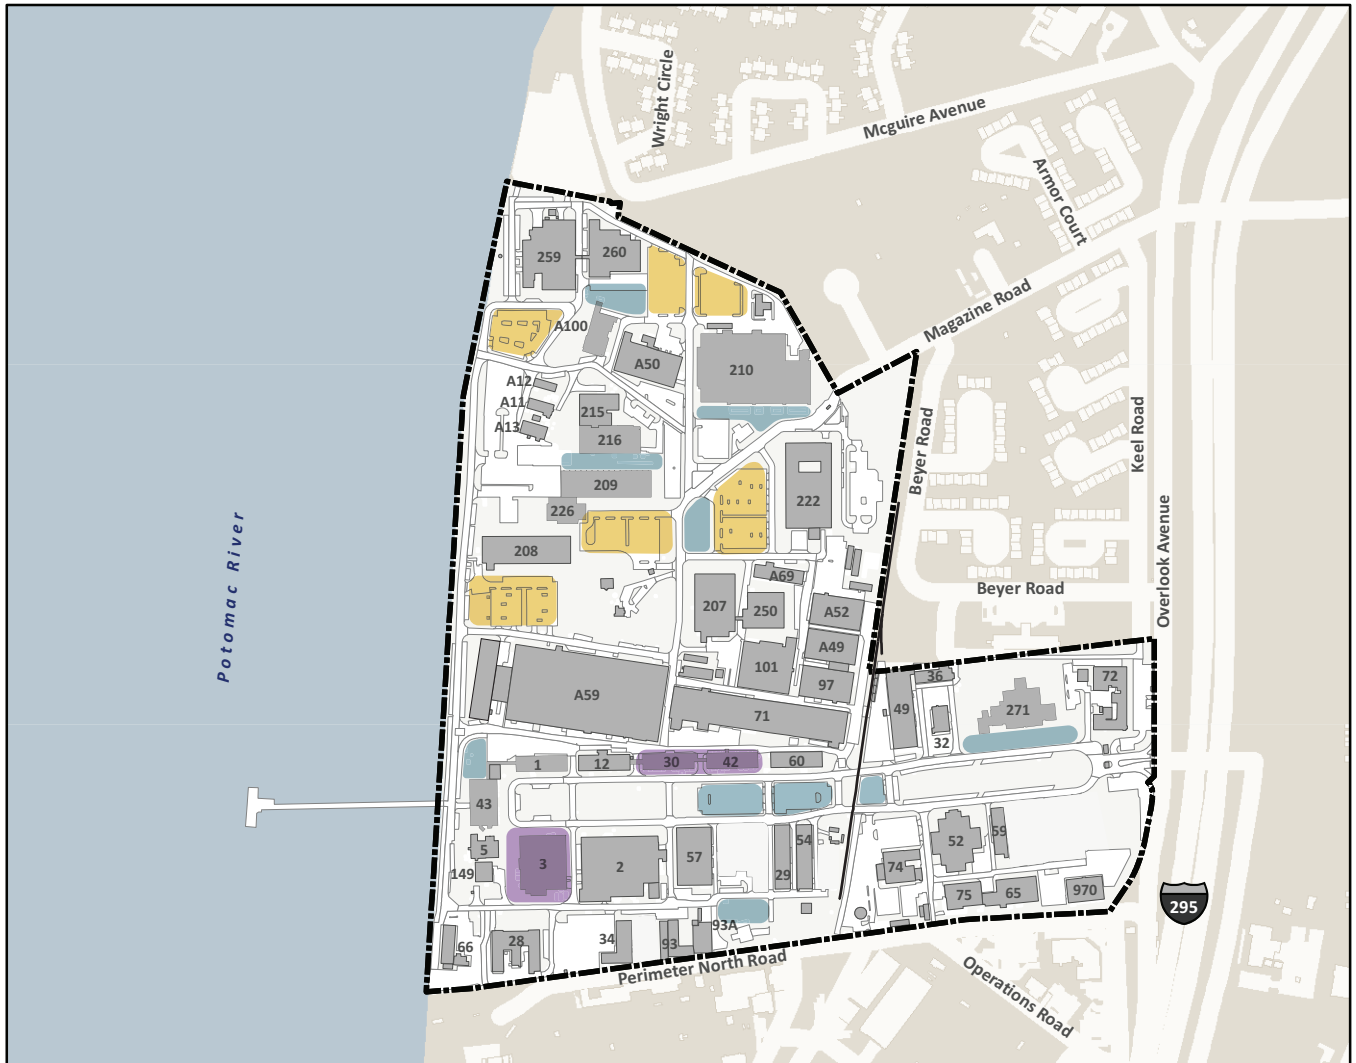 Wright Circle
Mcguire Avenue
Armor Court
259
260
Magazine Road
A100
A50
210
A12
A11
A13
215
216
209
226
222
208
Beyer Road
Keel Road
Overlook Avenue
Potomac River
A69
207
250
A52
A49
101
97
Beyer Road
A59
71
36
49
32
271
72
1
12
30
42
60
43
5
149
3
2
57
29
54
74
52
59
75
65
970
295
66
28
34
93
93A
Perimeter North Road
Operations Road